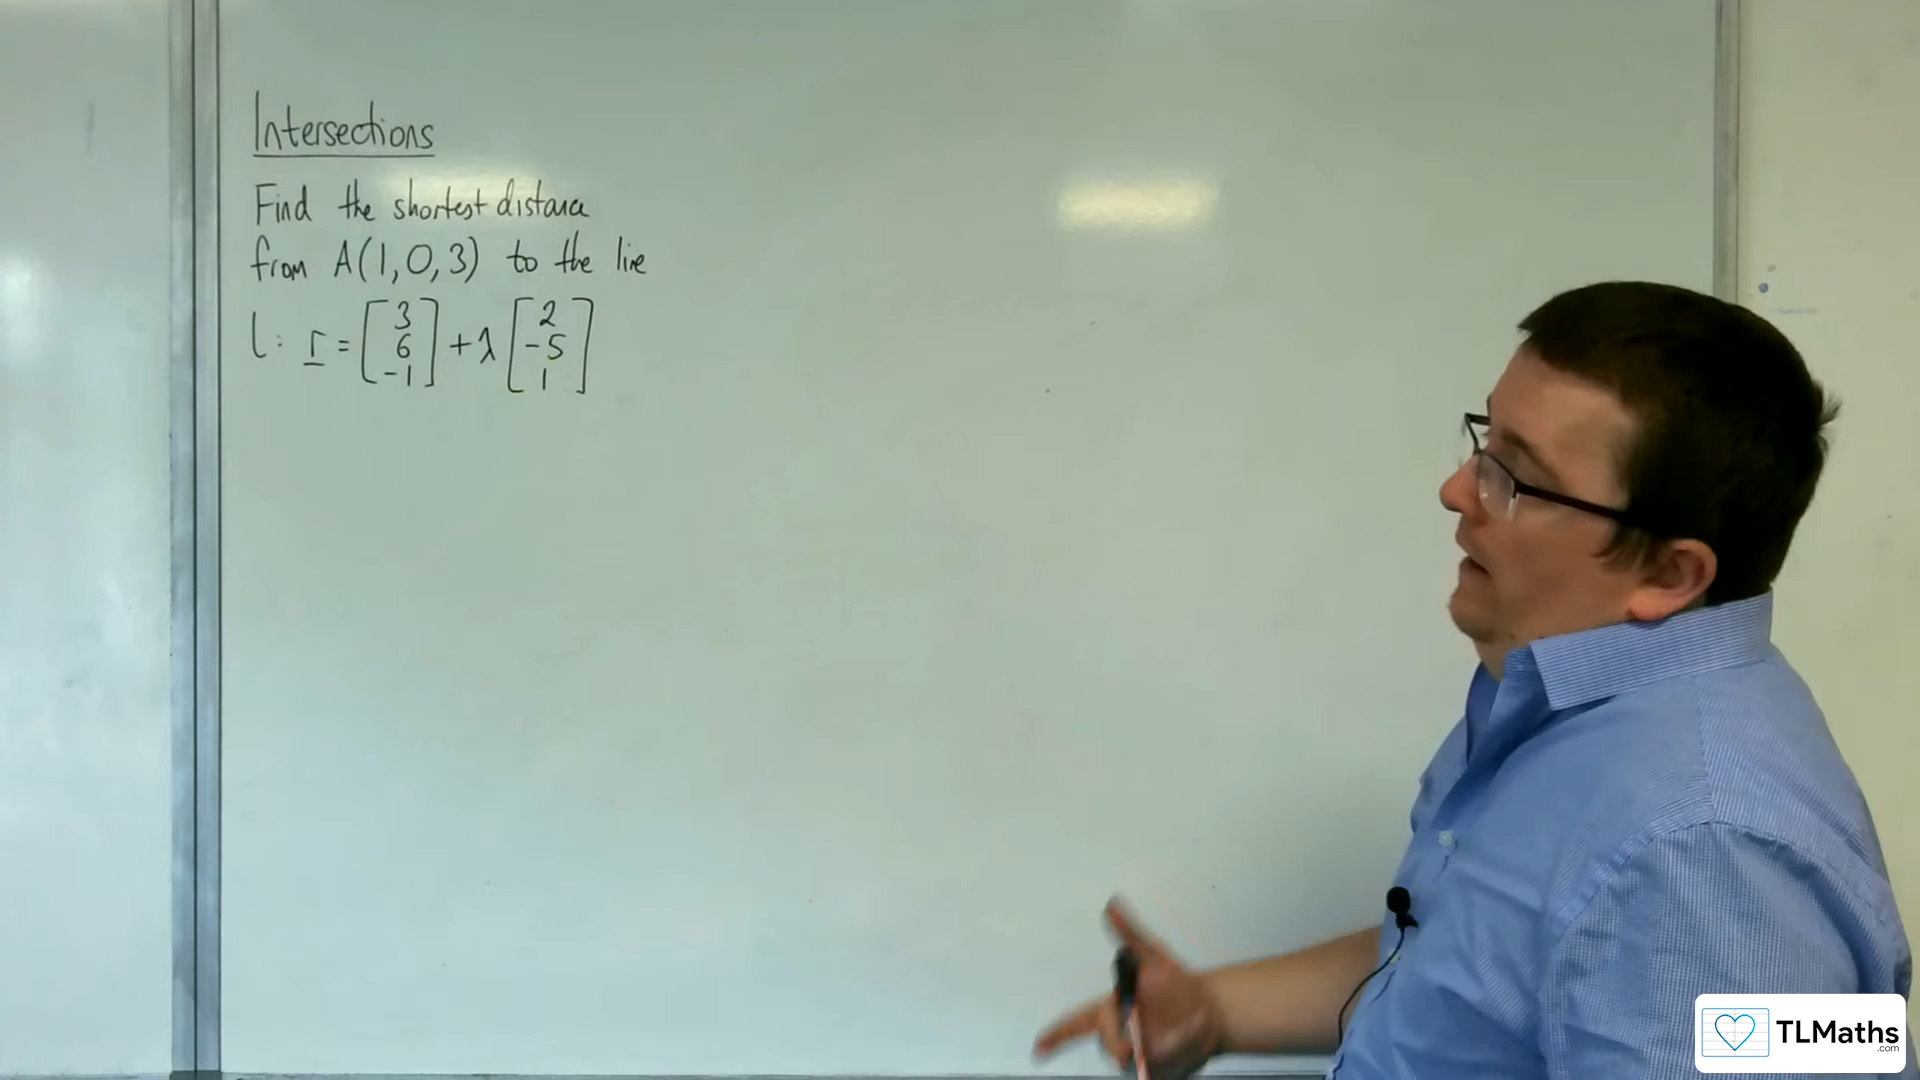 Intersections
Find the shortest distance
from A(1,0,3) to the line
l: r = [3 6 -1] + λ [2 -5 1]
TLMaths
.com